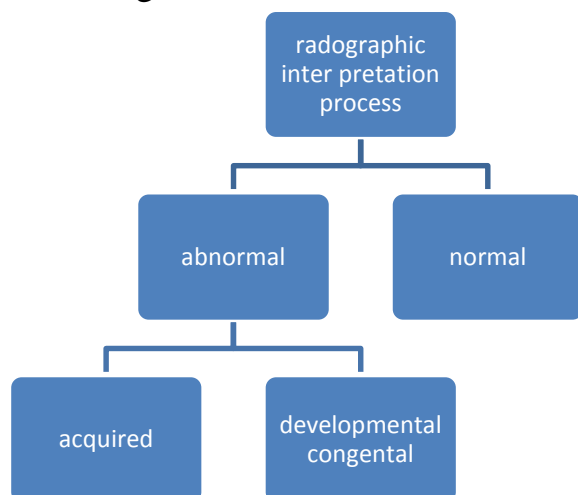 radographic
inter pretation
process
abnormal
normal
acquired
developmental
congental